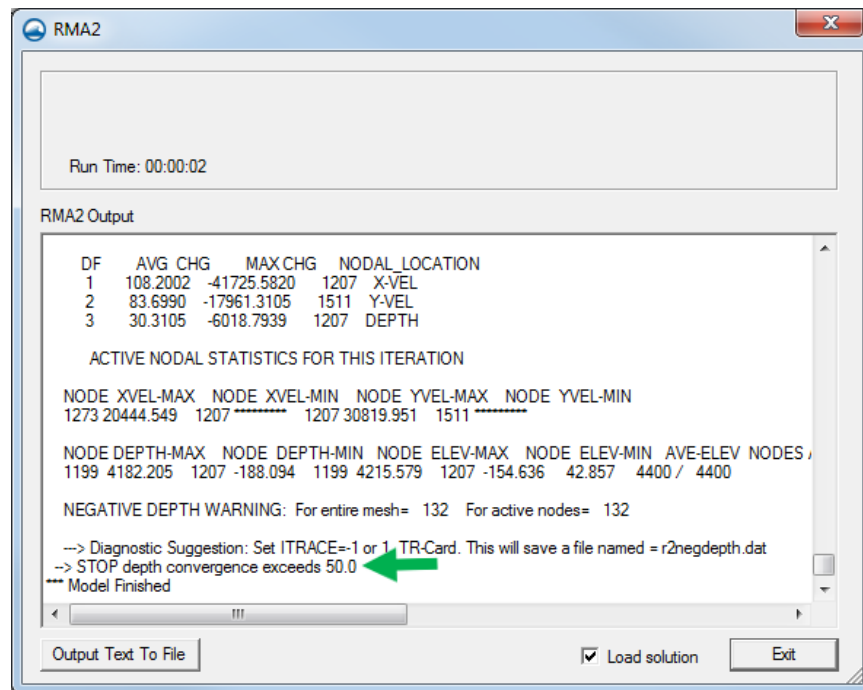 RMA2
Run Time: 00:00:02
RMA2 Output
DF AVG CHG MAX CHG NODAL_LOCATION
1 108.2002 -41725.5820 1207 X-VEL
2 83.6990 -17961.3105 1511 Y-VEL
3 30.3105 -6018.7939 1207 DEPTH
ACTIVE NODAL STATISTICS FOR THIS ITERATION
NODE XVEL-MAX NODE XVEL-MIN NODE YVEL-MAX NODE YVEL-MIN
1273 20444.549 1207 ********* 1207 30819.951 1511 *********
NODE DEPTH-MAX NODE DEPTH-MIN NODE ELEV-MAX NODE ELEV-MIN AVE-ELEV NODES /
1199 4182.205 1207 -188.094 1199 4215.579 1207 -154.636 42.857 4400 / 4400
NEGATIVE DEPTH WARNING: For entire mesh= 132 For active nodes= 132
---> Diagnostic Suggestion: Set ITRACE=-1 or 1, TR-Card. This will save a file named = r2negdepth.dat
--> STOP depth convergence exceeds 50.0
*** Model Finished
Output Text To File
Load solution
Exit